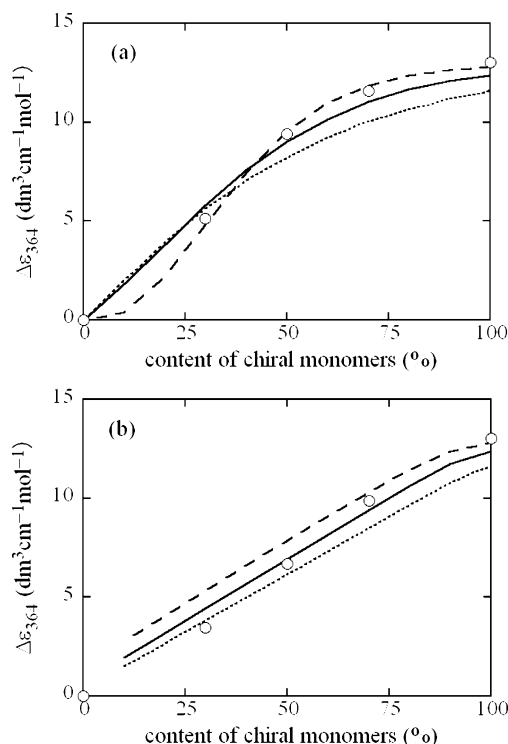 (a)
15
10
5
0
Δε₃₆₄ (dm³cm⁻¹mol⁻¹)
0 25 50 75 100
content of chiral monomers (%)
(b)
15
10
5
0
Δε₃₆₄ (dm³cm⁻¹mol⁻¹)
0 25 50 75 100
content of chiral monomers (%)